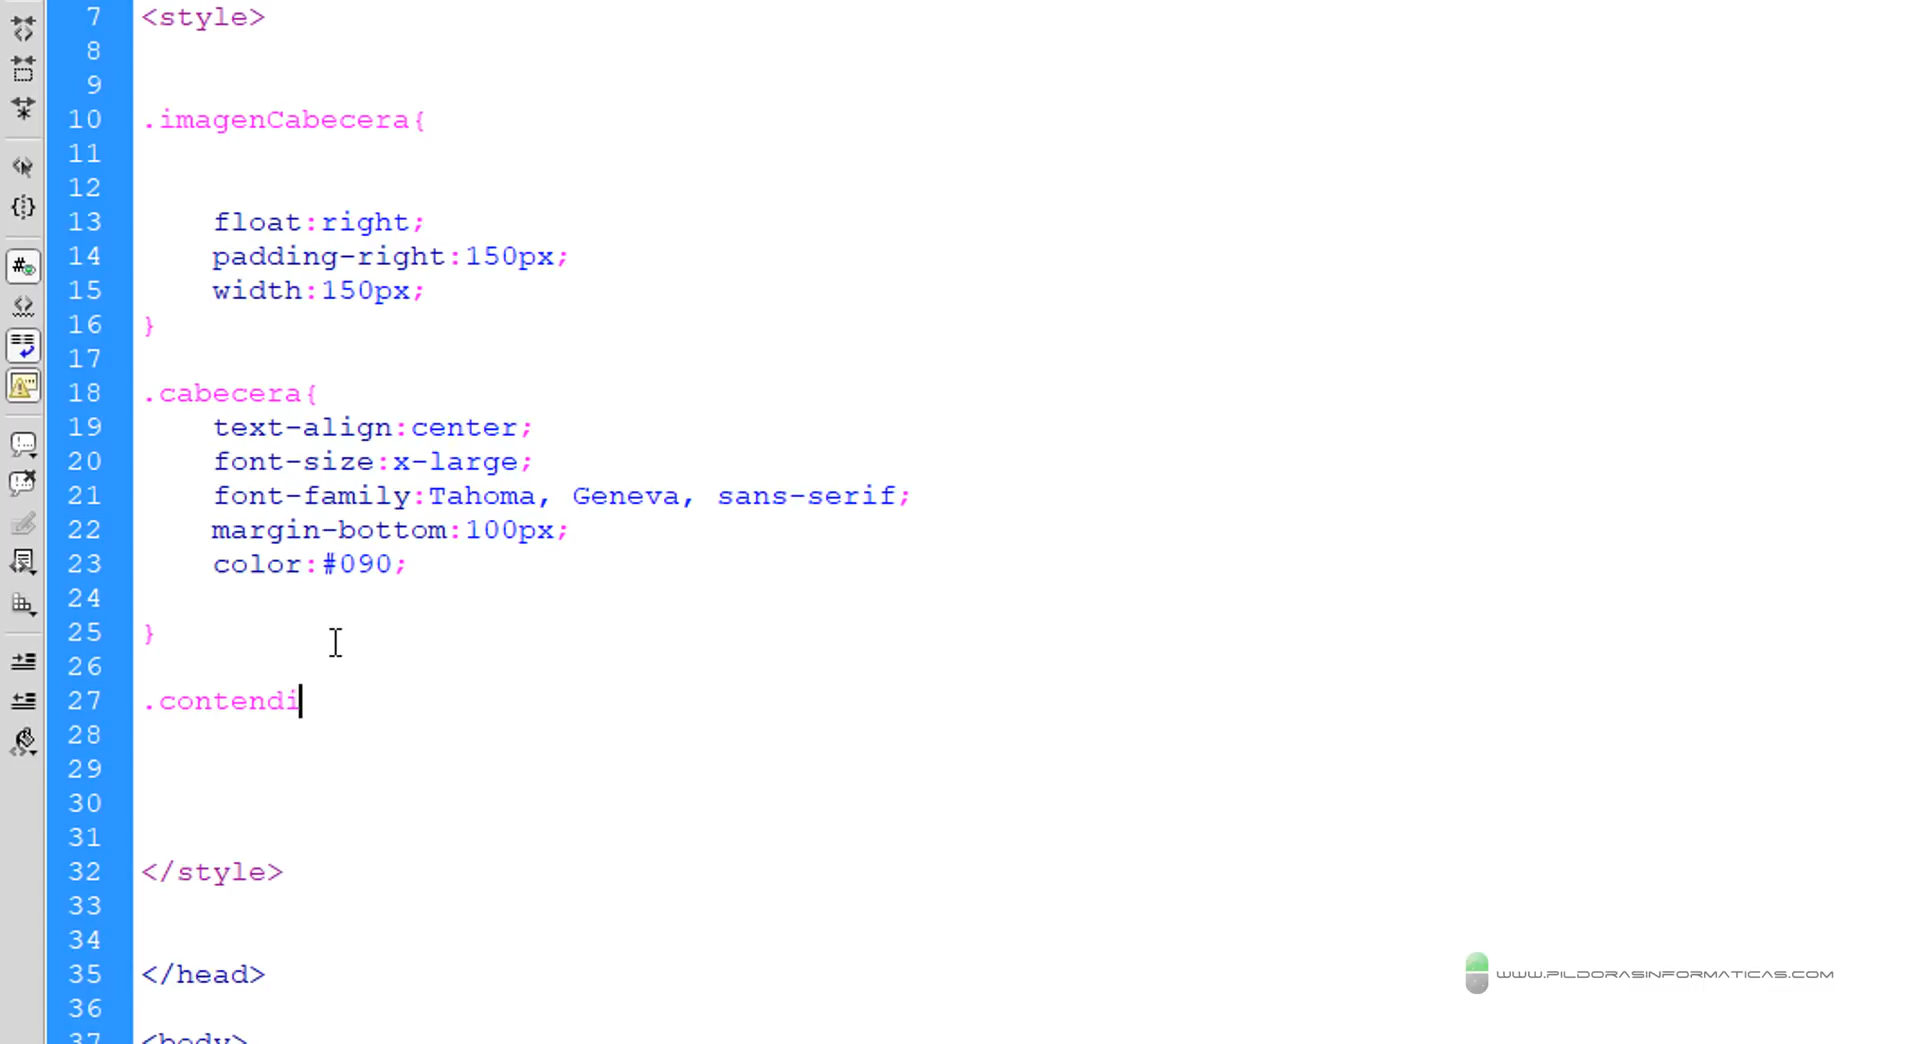 7 <style>
8
9
10 .imagenCabecera{
11
12
13 float:right;
14 padding-right:150px;
15 width:150px;
16 }
17
18 .cabecera{
19 text-align:center;
20 font-size:x-large;
21 font-family:Tahoma, Geneva, sans-serif;
22 margin-bottom:100px;
23 color:#090;
24
25 }
26
27 .contendi
28
29
30
31
32 </style>
33
34
35 </head>
WWW.PILDORASINFORMATICAS.COM
36
37 <body>